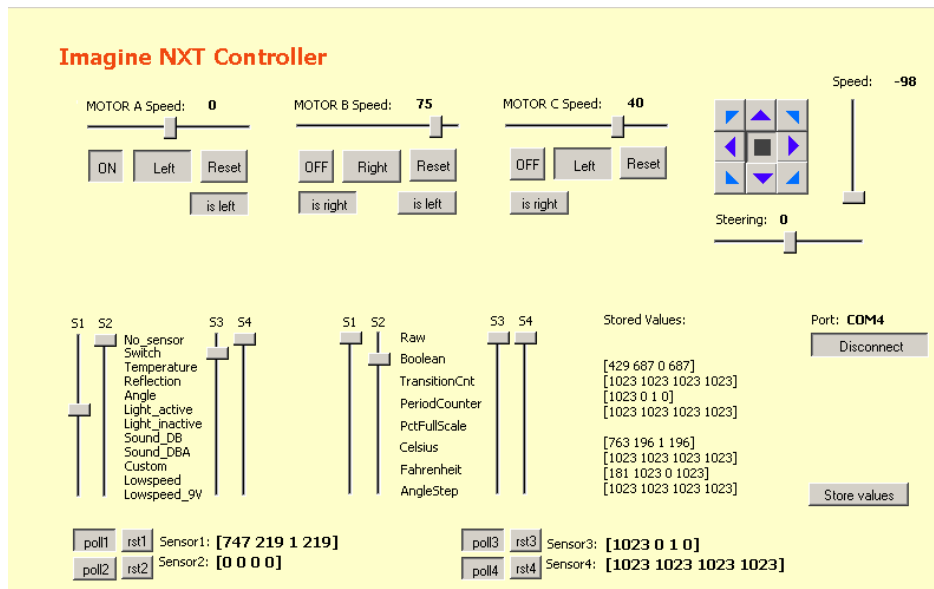 Imagine NXT Controller
Speed: -98
MOTOR A Speed: 0
MOTOR B Speed: 75
MOTOR C Speed: 40
ON Left Reset
OFF Right Reset
OFF Left Reset
is left
is right is left
is right
Steering: 0
S1 S2 S3 S4
No_sensor
Switch
Temperature
Reflection
Angle
Light_active
Light_inactive
Sound_DB
Sound_DBA
Custom
Lowspeed
Lowspeed_9V
S1 S2 S3 S4
Raw
Boolean
TransitionCnt
PeriodCounter
PctFullScale
Celsius
Fahrenheit
AngleStep
Stored Values:
[429 687 0 687]
[1023 1023 1023 1023]
[1023 0 1 0]
[1023 1023 1023 1023]
[763 196 1 196]
[1023 1023 1023 1023]
[181 1023 0 1023]
[1023 1023 1023 1023]
Port: COM4
Disconnect
Store values
poll1 rst1 Sensor1: [747 219 1 219]
poll2 rst2 Sensor2: [0 0 0 0]
poll3 rst3 Sensor3: [1023 0 1 0]
poll4 rst4 Sensor4: [1023 1023 1023 1023]